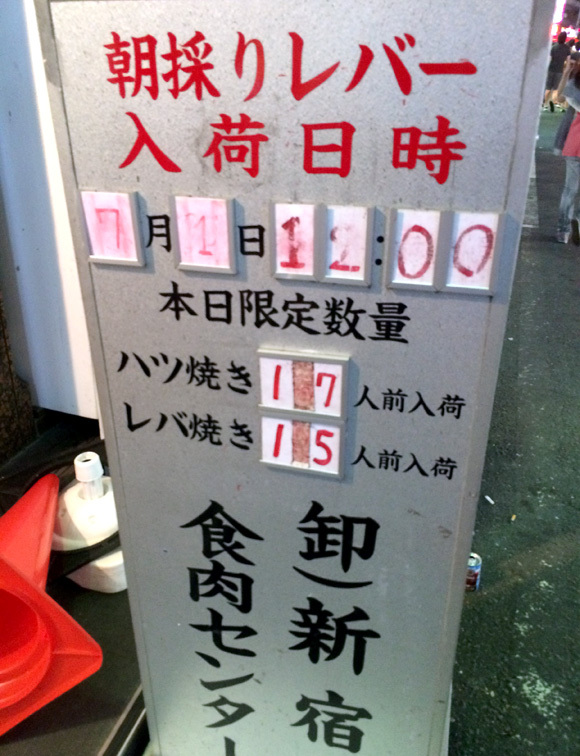 朝採りレバー
入荷日時
7月1日12:00
本日限定数量
ハツ焼き17人前入荷
レバ焼き15人前入荷
卸)新宿
食肉センター